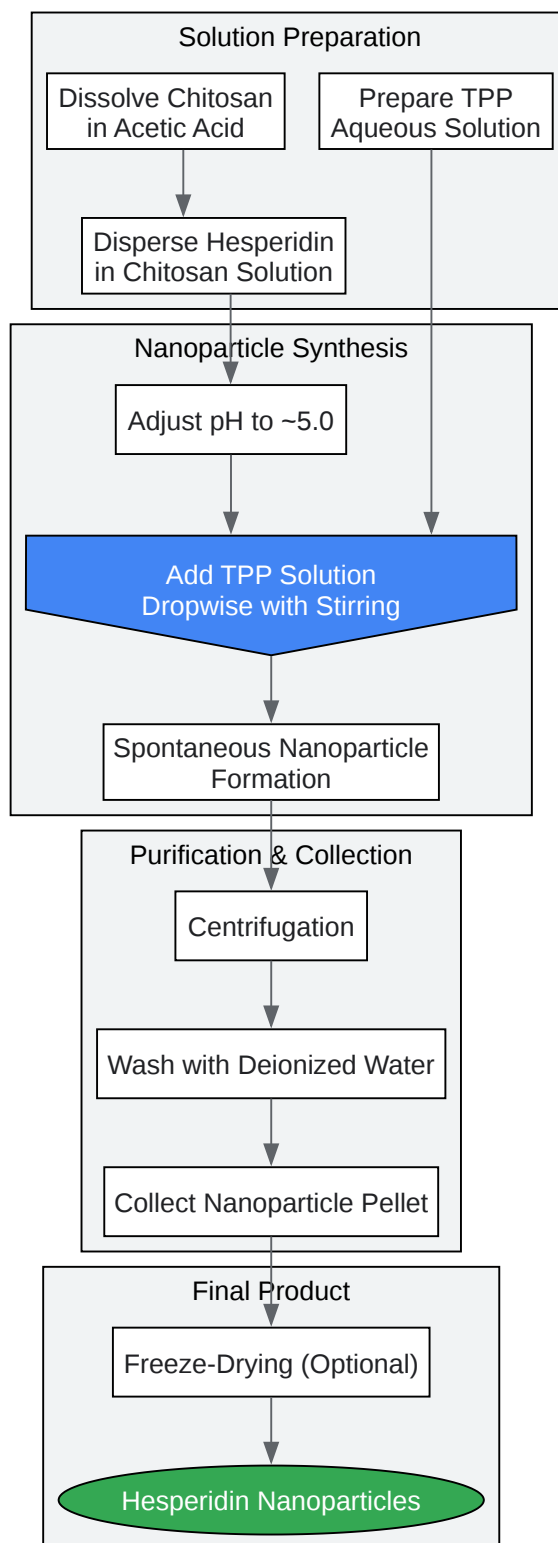 Solution Preparation
Dissolve Chitosan
in Acetic Acid
Prepare TPP
Aqueous Solution
Disperse Hesperidin
in Chitosan Solution
Nanoparticle Synthesis
Adjust pH to ~5.0
Add TPP Solution
Dropwise with Stirring
Spontaneous Nanoparticle
Formation
Purification & Collection
Centrifugation
Wash with Deionized Water
Collect Nanoparticle Pellet
Final Product
Freeze-Drying (Optional)
Hesperidin Nanoparticles